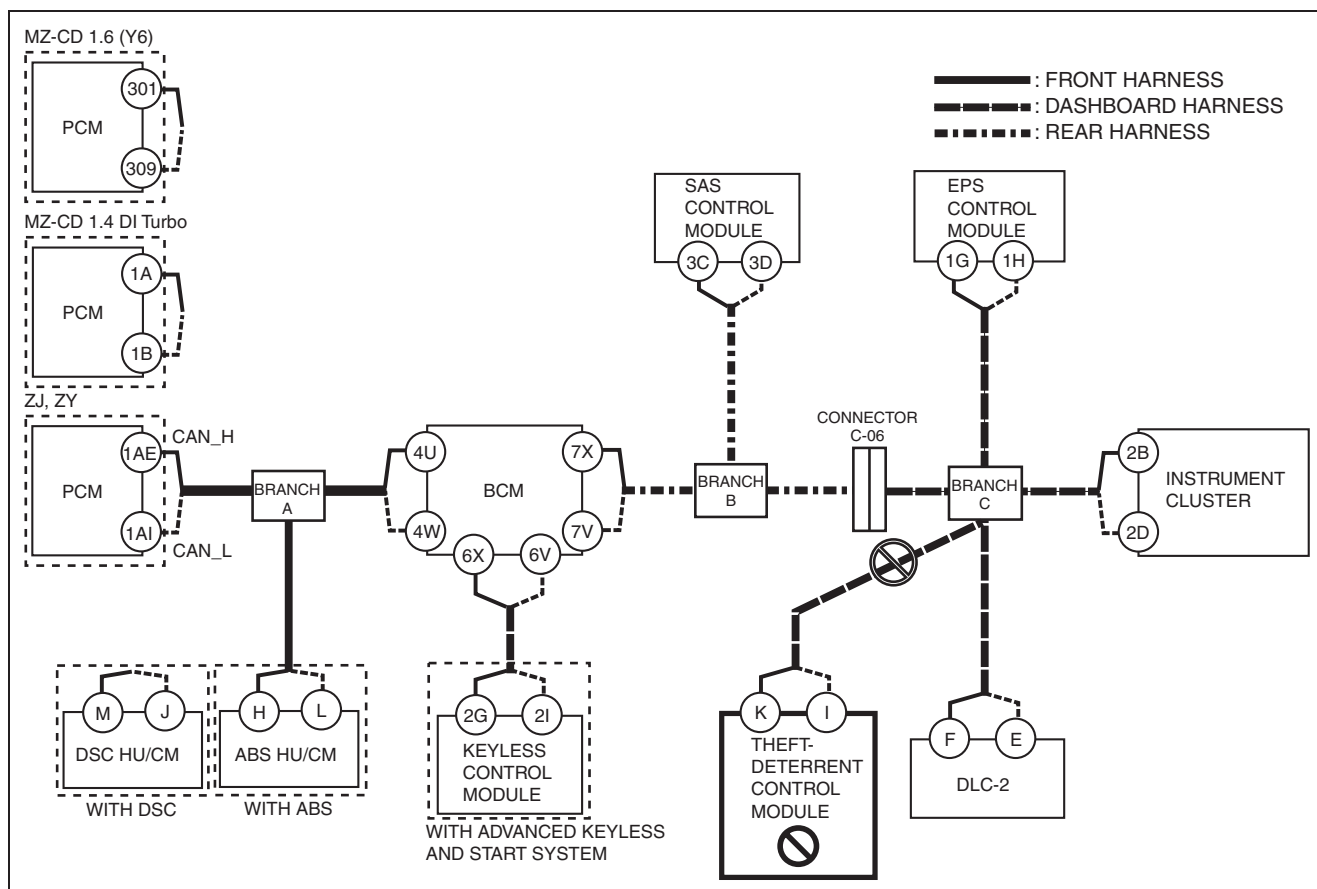 MZ-CD 1.6 (Y6)
PCM
301
309
: FRONT HARNESS
: DASHBOARD HARNESS
: REAR HARNESS
MZ-CD 1.4 DI Turbo
PCM
1A
1B
SAS
CONTROL
MODULE
3C
3D
EPS
CONTROL
MODULE
1G
1H
ZJ, ZY
PCM
1AE
CAN_H
1AI
CAN_L
BRANCH
A
4U
4W
BCM
7X
7V
6X
6V
BRANCH
B
CONNECTOR
C-06
BRANCH
C
2B
2D
INSTRUMENT
CLUSTER
M
J
DSC HU/CM
WITH DSC
H
L
ABS HU/CM
WITH ABS
2G
2I
KEYLESS
CONTROL
MODULE
WITH ADVANCED KEYLESS
AND START SYSTEM
K
I
THEFT-
DETERRENT
CONTROL
MODULE
F
E
DLC-2